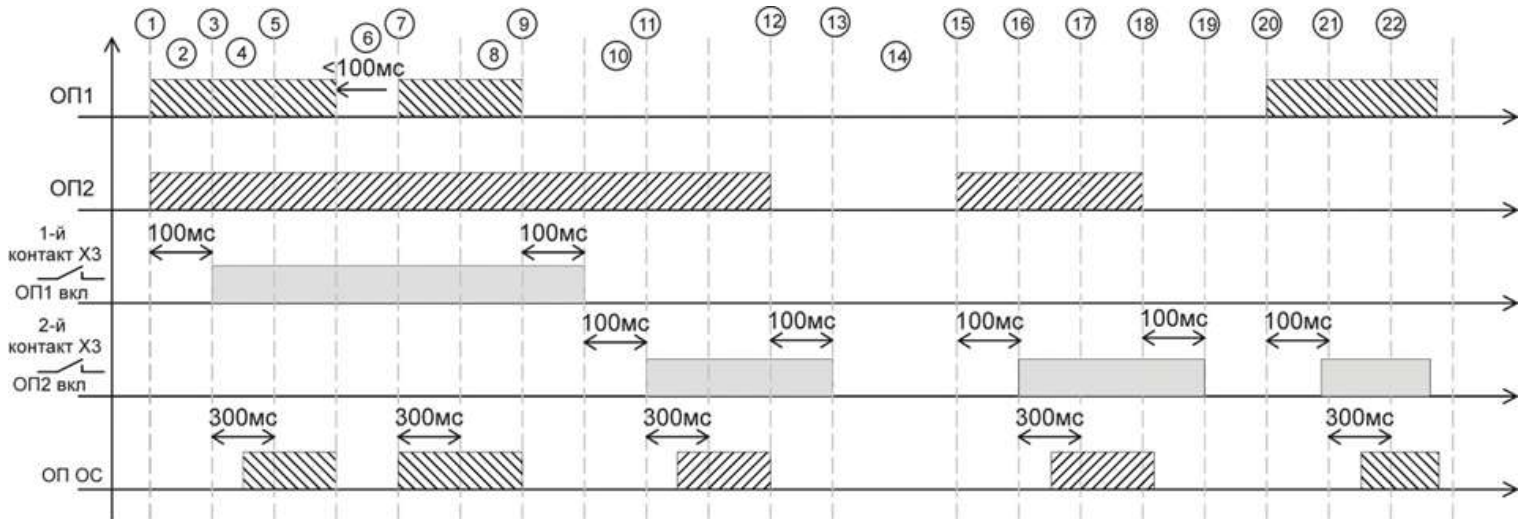 1 3 5 7 9 11 12 13 15 16 17 18 19 20 21 22
2 4 6 8 10 14
<100мс
ОП1
ОП2
1-й
контакт X3
ОП1 вкл
100мс 100мс
2-й
контакт X3
ОП2 вкл
100мс 100мс 100мс 100мс 100мс
300мс 300мс 300мс 300мс 300мс
ОП ОС